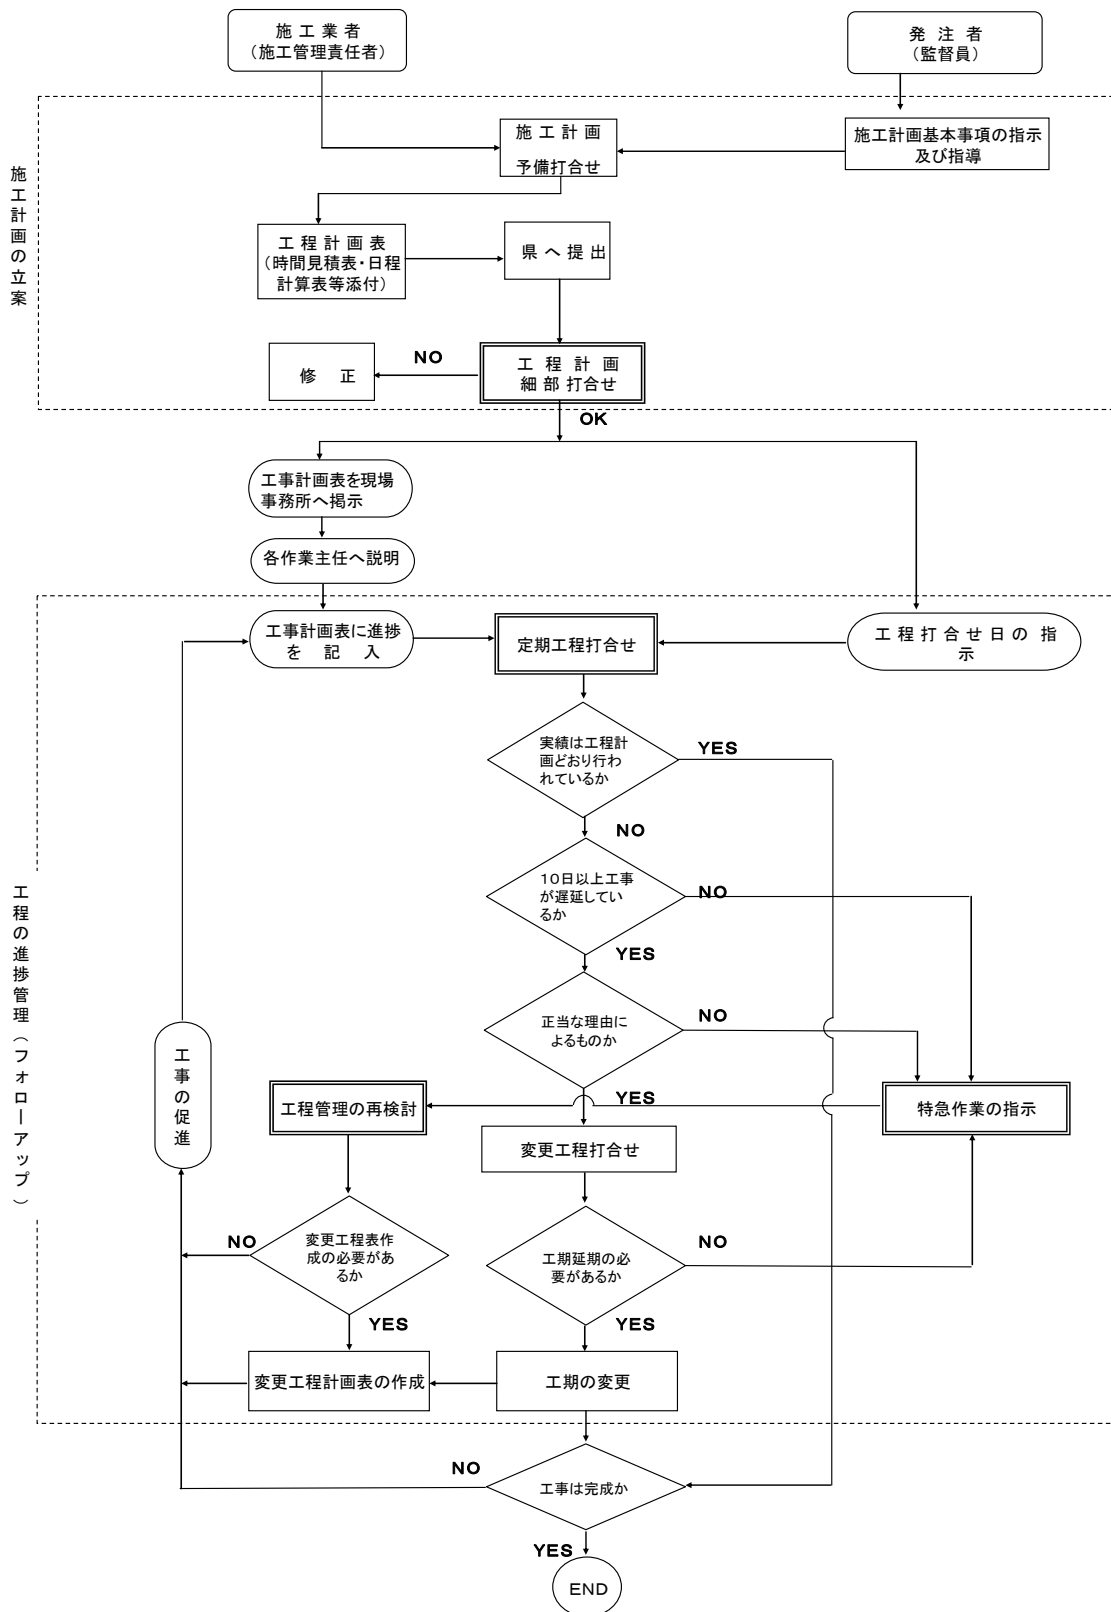 施工業者
（施工管理責任者）
発注者
（監督員）
施工計画の立案
施工計画
予備打合せ
施工計画基本事項の指示
及び指導
工程計画表
（時間見積表・日程
計算表等添付）
県へ提出
修正
NO
工程計画
細部打合せ
OK
工事計画表を現場
事務所へ掲示
各作業主任へ説明
工程の進捗管理（フォローアップ）
工事計画表に進捗
を記入
定期工程打合せ
工程打合せ日の指
示
実績は工程計
画どおり行わ
れているか
YES
NO
10日以上工事
が遅延してい
るか
NO
YES
正当な理由に
よるものか
NO
YES
工事の促進
工程管理の再検討
特急作業の指示
変更工程打合せ
変更工程表作
成の必要があ
るか
NO
YES
工期延期の必
要があるか
NO
YES
変更工程計画表の作成
工期の変更
工事は完成か
NO
YES
END